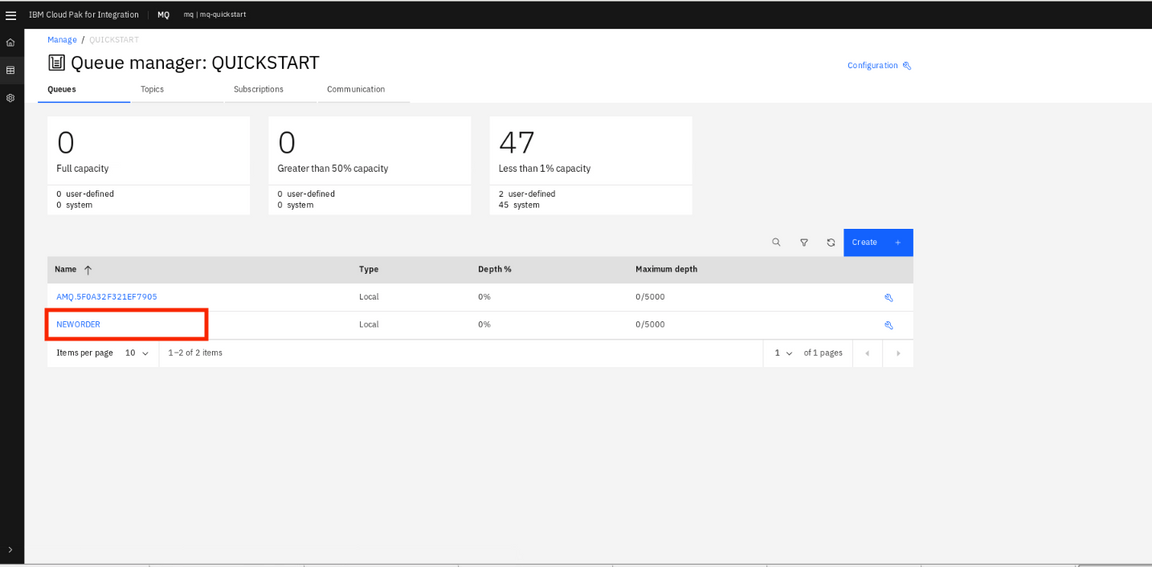 IBM Cloud Pak for Integration MQ mq | mq-quickstart
Manage / QUICKSTART
Queue manager: QUICKSTART
Configuration
Queues Topics Subscriptions Communication
0 0 47
Full capacity Greater than 50% capacity Less than 1% capacity
0 user-defined 0 user-defined 2 user-defined
0 system 0 system 45 system
Create +
Name Type Depth % Maximum depth
AMQ.5F0A32F321EF7905 Local 0% 0/5000
NEWORDER Local 0% 0/5000
Items per page 10 1–2 of 2 items 1 of 1 pages